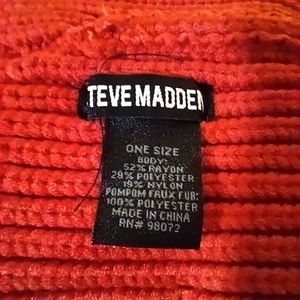 TEVE MADDEN
ONE SIZE
BODY:
52% RAYON
29% POLYESTER
19% NYLON
POMPOM FAUX FUR:
100% POLYESTER
MADE IN CHINA
RN# 98072